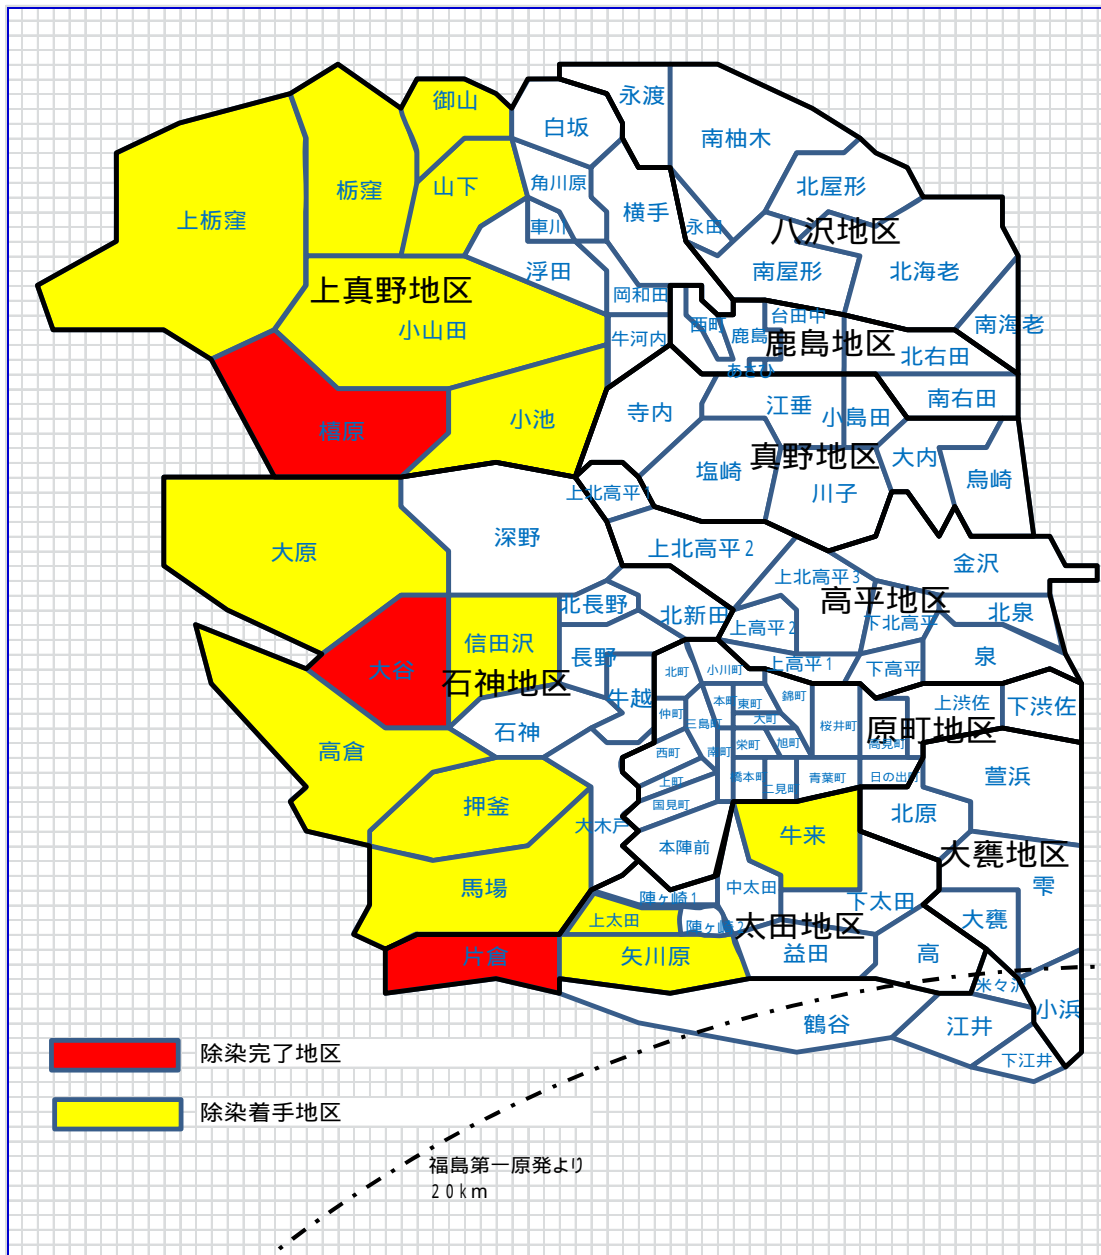 永渡
御山
白坂
南柚木
栃窪
山下
角川原
北屋形
上栃窪
横手
車川
永田
八沢地区
浮田
南屋形
北海老
上真野地区
岡和田
小山田
西町
台田中
南海老
牛河内
鹿島
鹿島地区
北右田
あさひ
南右田
橲原
小池
寺内
江垂
小島田
真野地区
塩崎
大内
烏崎
上北高平1
川子
大原
深野
上北高平2
金沢
上北高平3
北長野
高平地区
北泉
北新田
上高平2
下北高平
信田沢
長野
泉
大谷
北町
小川町
上高平1
下高平
石神地区
牛越
本町
東町
錦町
上渋佐
下渋佐
仲町
三島町
大町
桜井町
原町地区
石神
高倉
西町
南町
栄町
旭町
高見町
上町
橋本町
二見町
青葉町
日の出町
萱浜
押釜
国見町
北原
大木戸
牛来
本陣前
大甕地区
馬場
中太田
雫
陣ヶ崎1
下太田
上太田
陣ヶ崎2
太田地区
大甕
片倉
矢川原
益田
高
米々沢
鶴谷
江井
小浜
下江井
除染完了地区
除染着手地区
福島第一原発より
20km